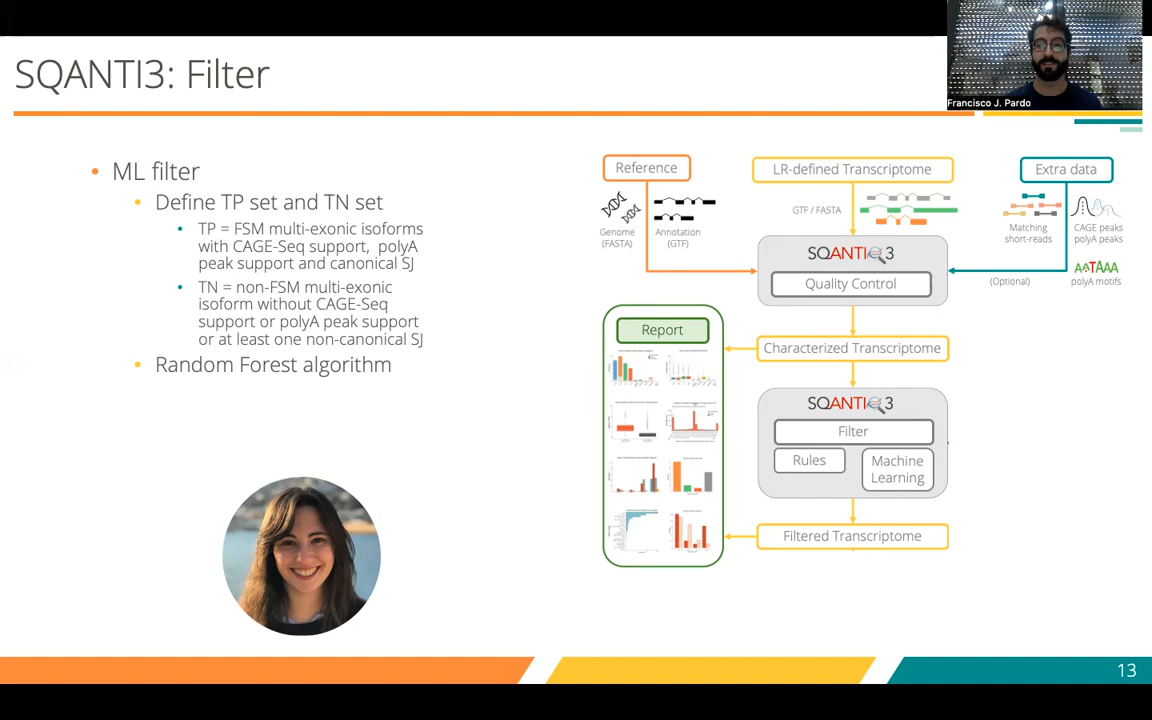 Francisco J. Pardo
SQANTI3: Filter
• ML filter
• Define TP set and TN set
• TP = FSM multi-exonic isoforms
with CAGE-Seq support, polyA
peak support and canonical SJ
• TN = non-FSM multi-exonic
isoform without CAGE-Seq
support or polyA peak support
or at least one non-canonical SJ
• Random Forest algorithm
Reference
Genome
(FASTA)
Annotation
(GTF)
LR-defined Transcriptome
GTF / FASTA
Extra data
Matching
short-reads
CAGE peaks
polyA peaks
AATAAA
polyA motifs
(Optional)
SQANTI3
Quality Control
Characterized Transcriptome
Report
SQANTI3
Filter
Rules
Machine
Learning
Filtered Transcriptome
13